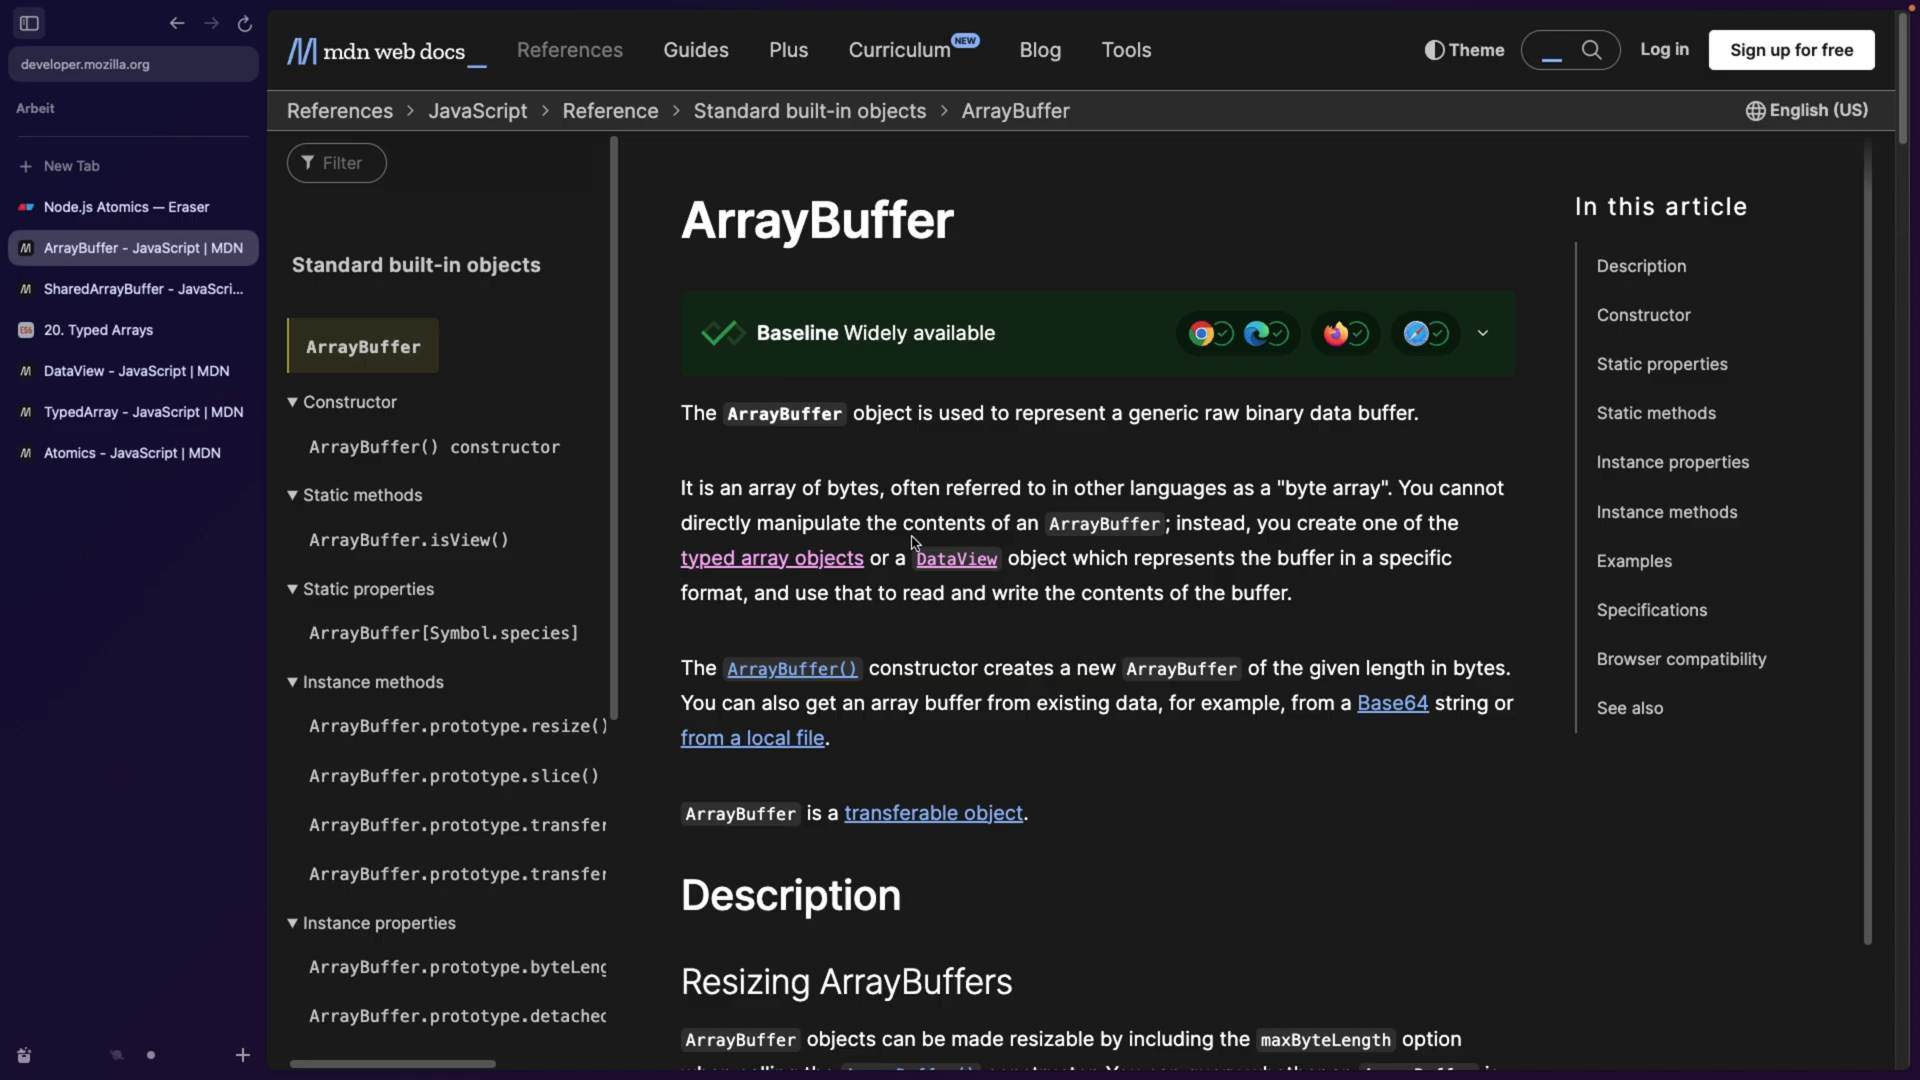 developer.mozilla.org
Arbeit
New Tab
Node.js Atomics — Eraser
ArrayBuffer - JavaScript | MDN
SharedArrayBuffer - JavaScri...
20. Typed Arrays
DataView - JavaScript | MDN
TypedArray - JavaScript | MDN
Atomics - JavaScript | MDN
mdn web docs_
References
Guides
Plus
Curriculum NEW
Blog
Tools
Theme
Log in
Sign up for free
References > JavaScript > Reference > Standard built-in objects > ArrayBuffer
English (US)
Filter
Standard built-in objects
ArrayBuffer
Constructor
ArrayBuffer() constructor
Static methods
ArrayBuffer.isView()
Static properties
ArrayBuffer[Symbol.species]
Instance methods
ArrayBuffer.prototype.resize()
ArrayBuffer.prototype.slice()
ArrayBuffer.prototype.transfer
ArrayBuffer.prototype.transfer
Instance properties
ArrayBuffer.prototype.byteLeng
ArrayBuffer.prototype.detached
ArrayBuffer
Baseline Widely available
The ArrayBuffer object is used to represent a generic raw binary data buffer.
It is an array of bytes, often referred to in other languages as a "byte array". You cannot
directly manipulate the contents of an ArrayBuffer; instead, you create one of the
typed array objects or a DataView object which represents the buffer in a specific
format, and use that to read and write the contents of the buffer.
The ArrayBuffer() constructor creates a new ArrayBuffer of the given length in bytes.
You can also get an array buffer from existing data, for example, from a Base64 string or
from a local file.
ArrayBuffer is a transferable object.
Description
Resizing ArrayBuffers
ArrayBuffer objects can be made resizable by including the maxByteLength option
In this article
Description
Constructor
Static properties
Static methods
Instance properties
Instance methods
Examples
Specifications
Browser compatibility
See also